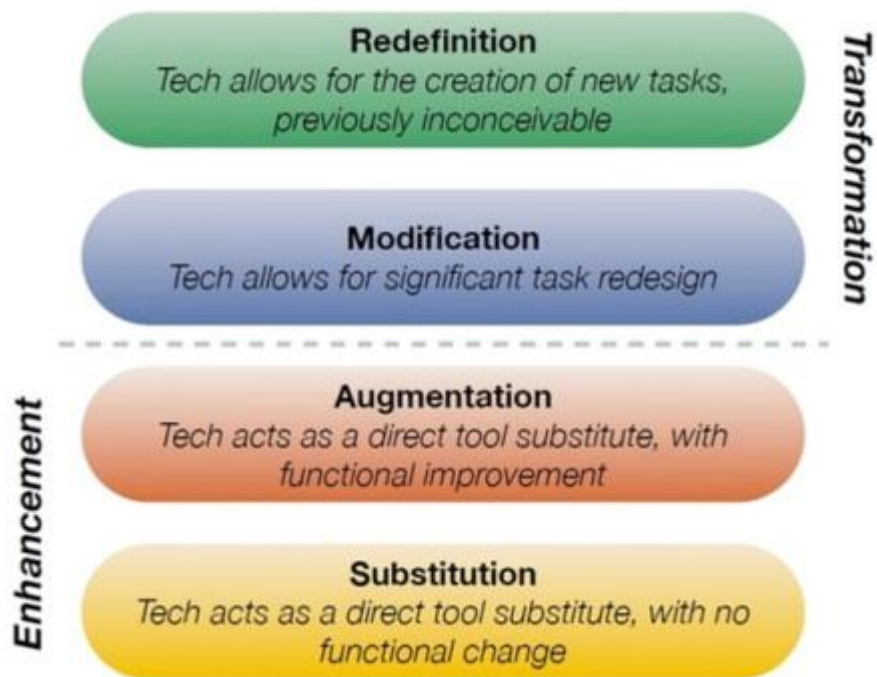 Redefinition
Tech allows for the creation of new tasks,
previously inconceivable
Transformation
Modification
Tech allows for significant task redesign
Augmentation
Tech acts as a direct tool substitute, with
functional improvement
Enhancement
Substitution
Tech acts as a direct tool substitute, with no
functional change